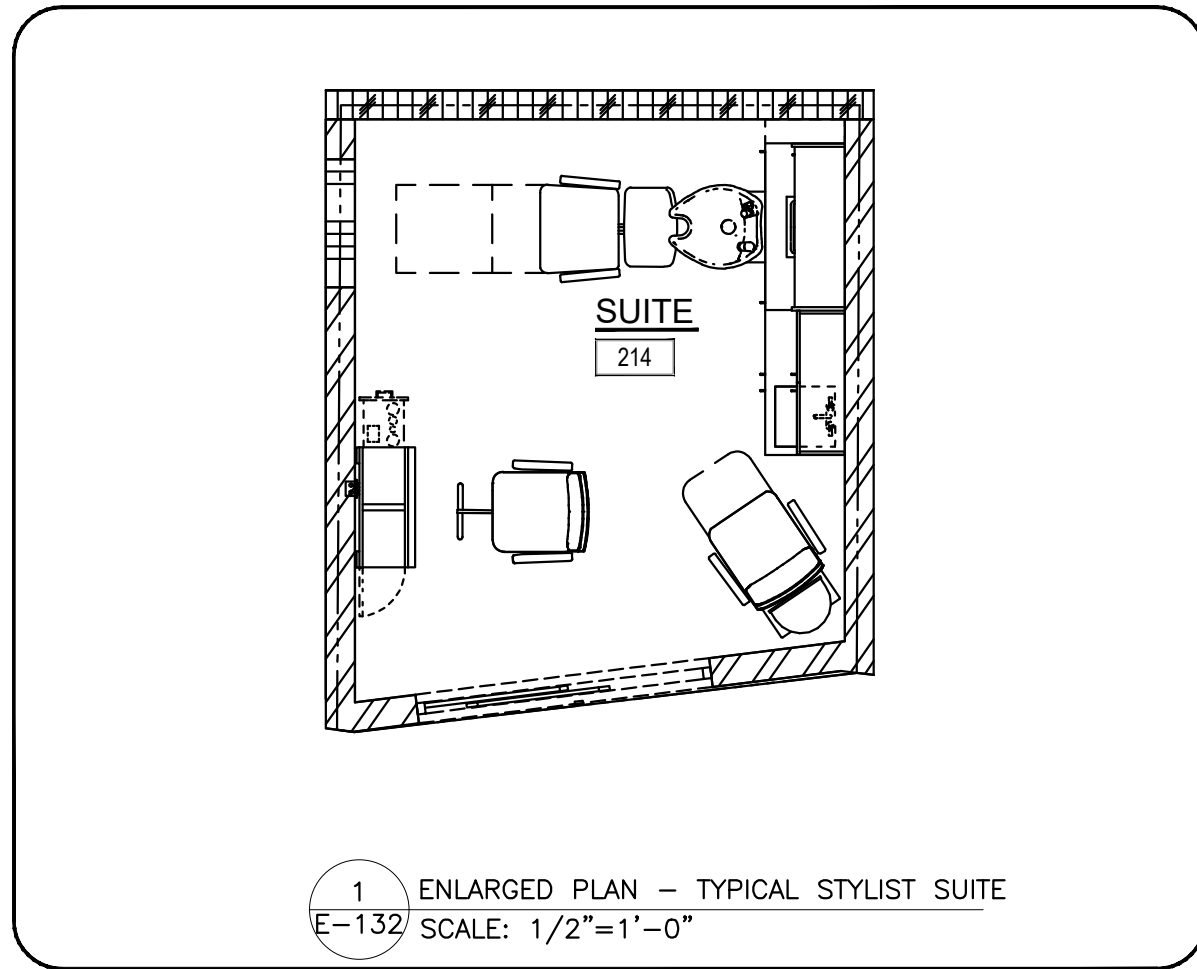 SUITE
214
1
E-132
ENLARGED PLAN - TYPICAL STYLIST SUITE
SCALE: 1/2"=1'-0"